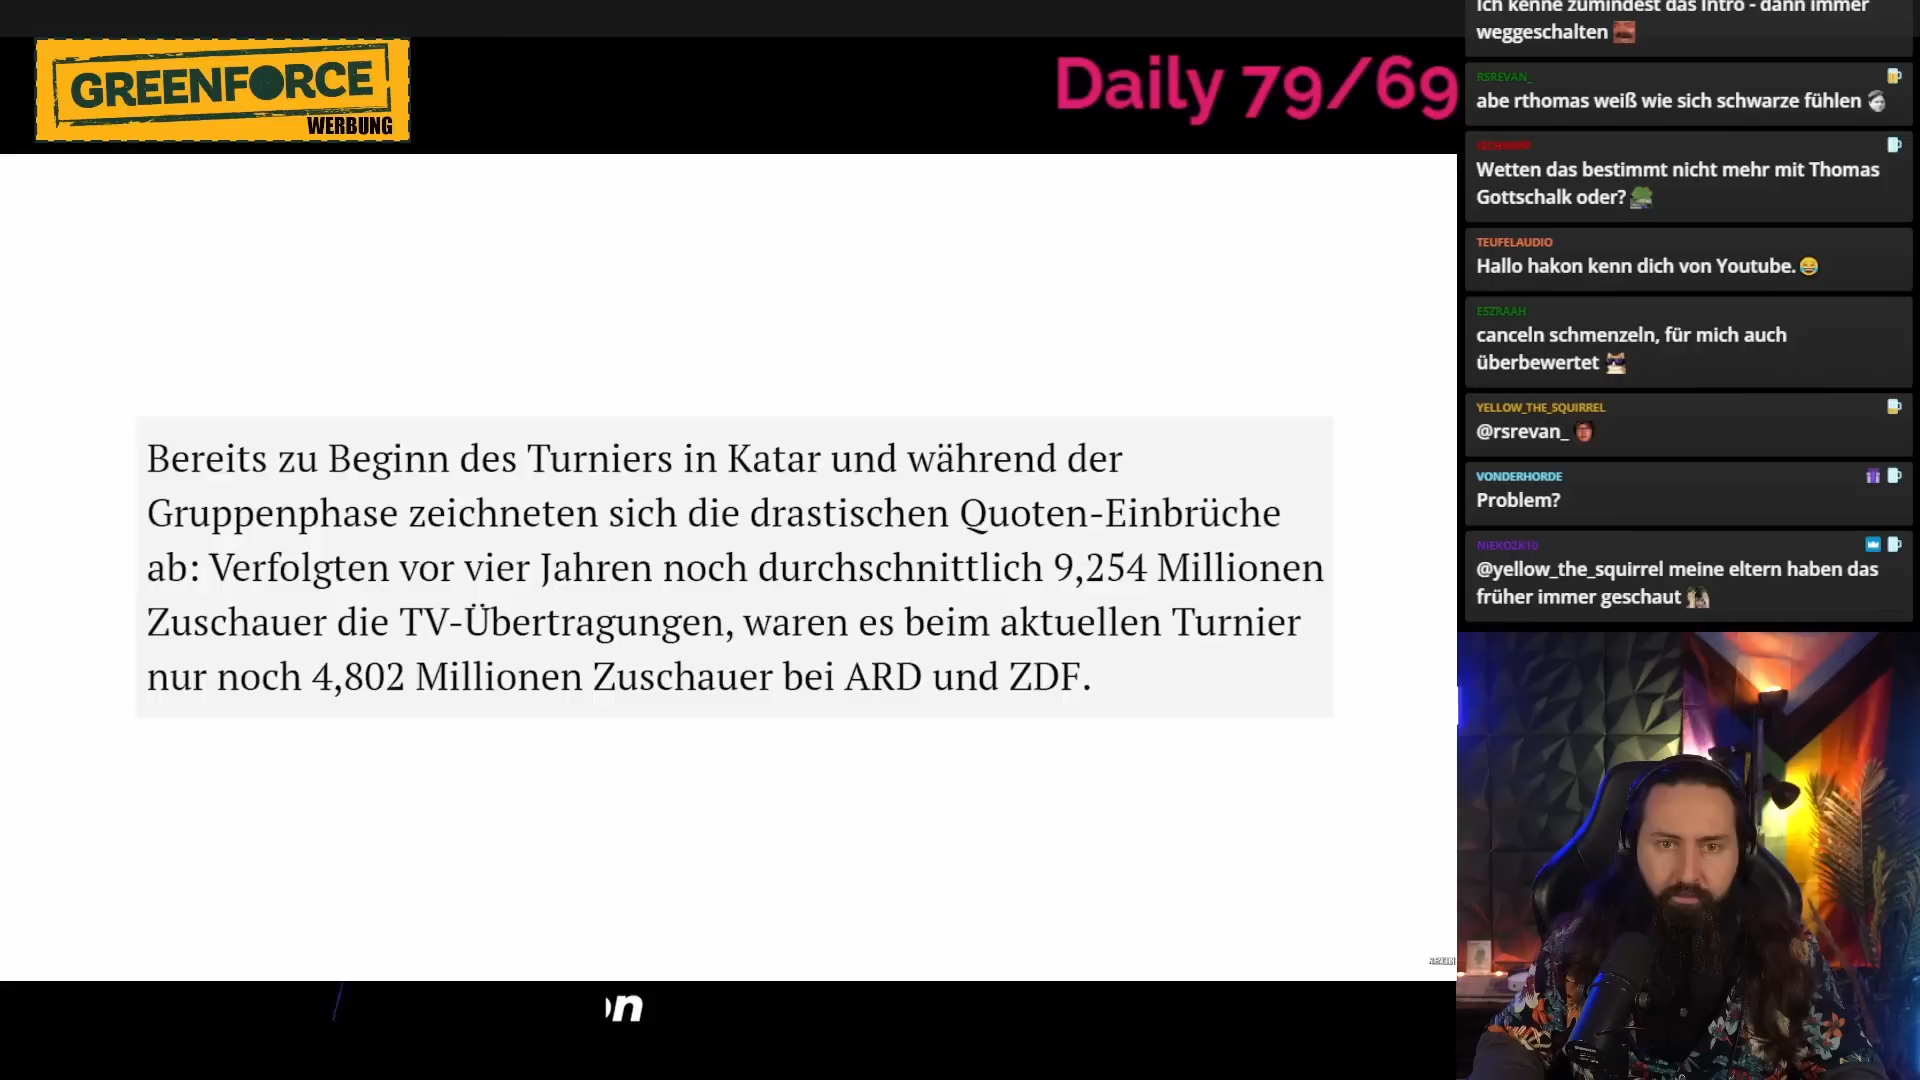 GREENFORCE
WERBUNG
Daily 79/69
Bereits zu Beginn des Turniers in Katar und während der
Gruppenphase zeichneten sich die drastischen Quoten-Einbrüche
ab: Verfolgten vor vier Jahren noch durchschnittlich 9,254 Millionen
Zuschauer die TV-Übertragungen, waren es beim aktuellen Turnier
nur noch 4,802 Millionen Zuschauer bei ARD und ZDF.
on
Ich kenne zumindest das Intro - dann immer
weggeschalten
RSREVAN_
abe rthomas weiß wie sich schwarze fühlen
Wetten das bestimmt nicht mehr mit Thomas
Gottschalk oder?
TEUFELAUDIO
Hallo hakon kenn dich von Youtube.
ESZRAAH
canceln schmenzeln, für mich auch
überbewertet
YELLOW_THE_SQUIRREL
@rsrevan_
VONDERHORDE
Problem?
NIEKO2K10
@yellow_the_squirrel meine eltern haben das
früher immer geschaut